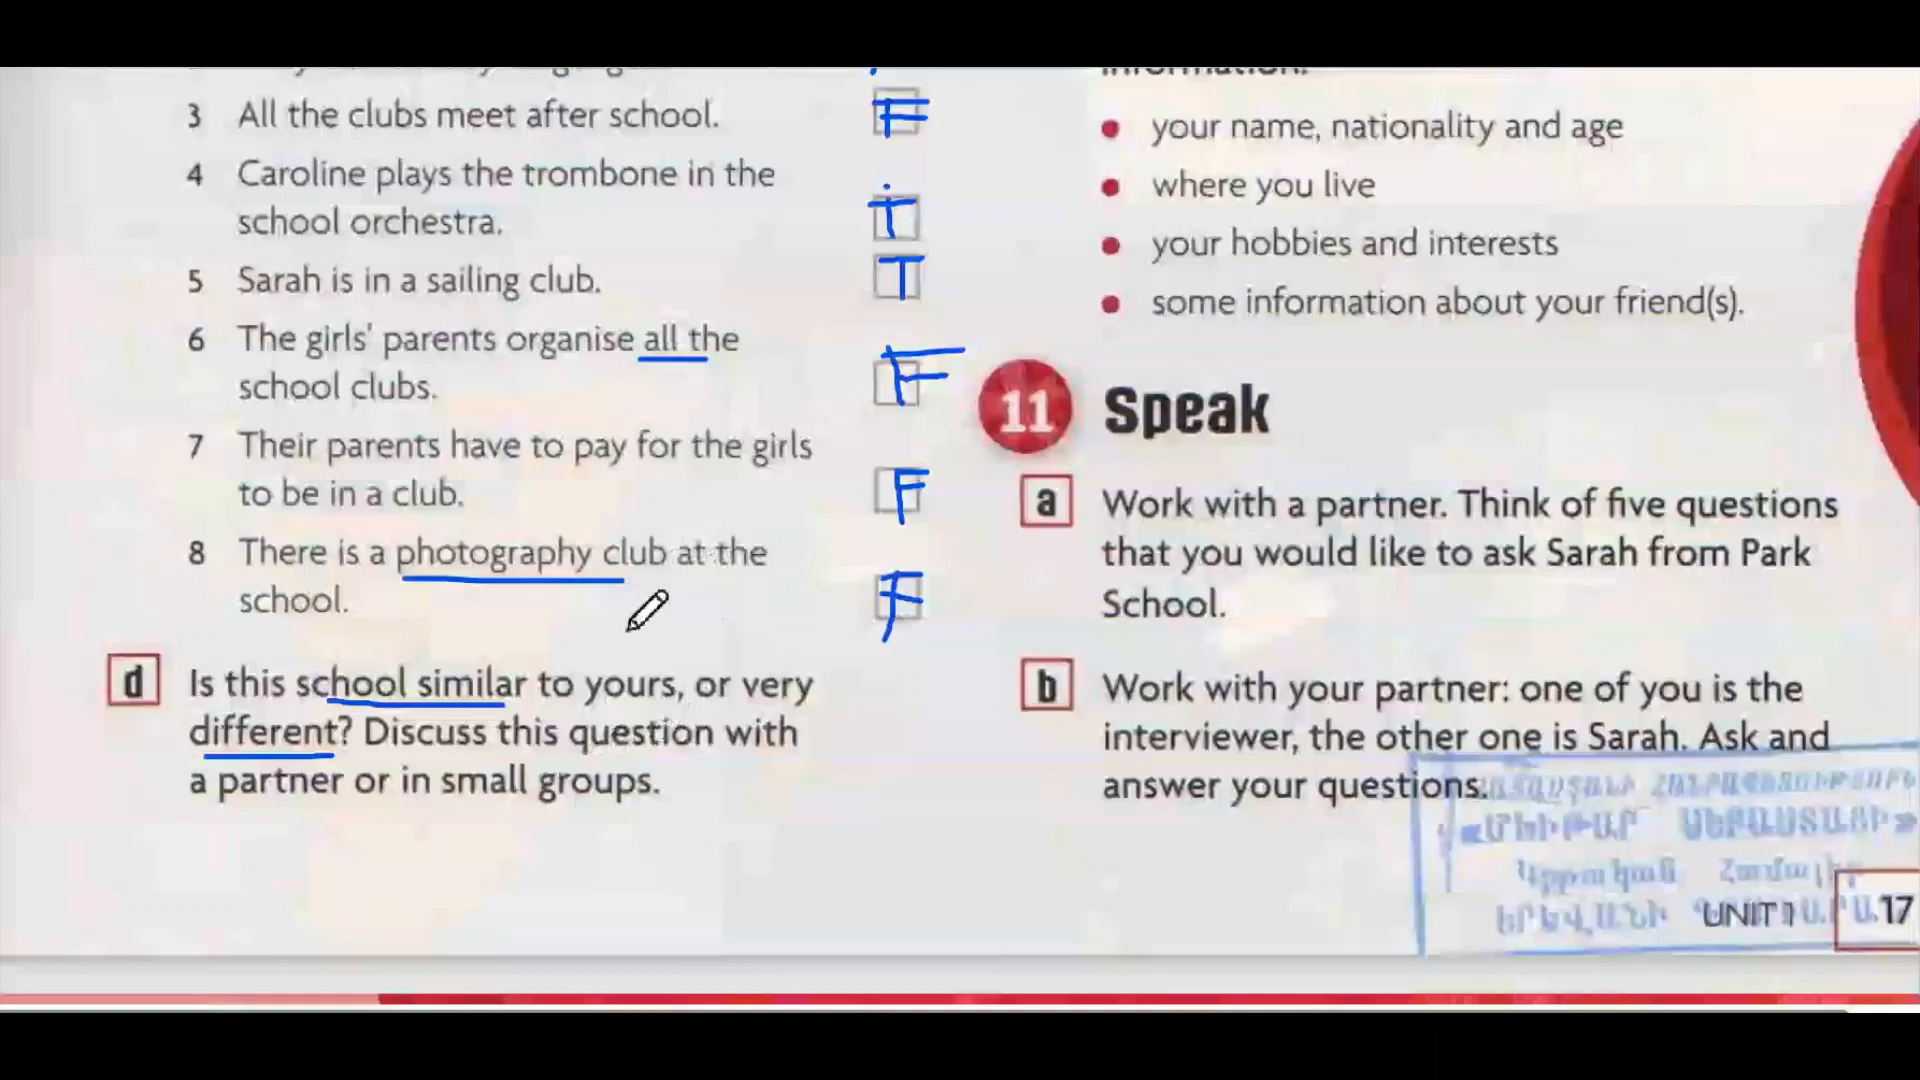 3 All the clubs meet after school. F
4 Caroline plays the trombone in the
school orchestra. T
5 Sarah is in a sailing club. T
6 The girls' parents organise all the
school clubs. F
7 Their parents have to pay for the girls
to be in a club. F
8 There is a photography club at the
school. F
d Is this school similar to yours, or very
different? Discuss this question with
a partner or in small groups.
information:
• your name, nationality and age
• where you live
• your hobbies and interests
• some information about your friend(s).
11 Speak
a Work with a partner. Think of five questions
that you would like to ask Sarah from Park
School.
b Work with your partner: one of you is the
interviewer, the other one is Sarah. Ask and
answer your questions.
«ՄԽԻԹԱՐ ՍԵԲԱՍՏԱՑԻ»
UNIT 1 17